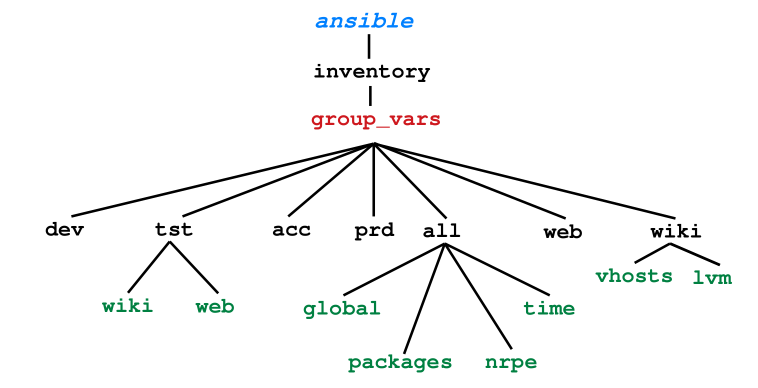 ansible
inventory
group_vars
dev tst acc prd all web wiki
wiki web global time vhosts lvm
packages nrpe